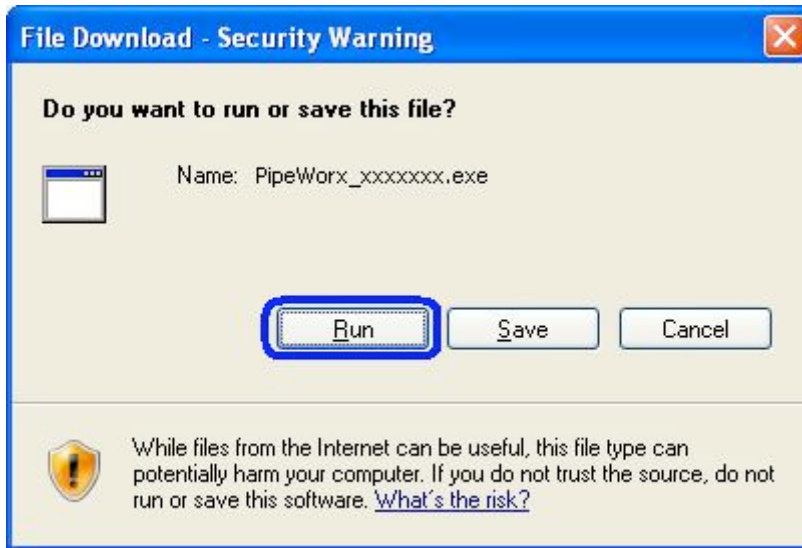 File Download - Security Warning
Do you want to run or save this file?
Name: PipeWorx_xxxxxxx.exe
Run Save Cancel
While files from the Internet can be useful, this file type can
potentially harm your computer. If you do not trust the source, do not
run or save this software. What's the risk?